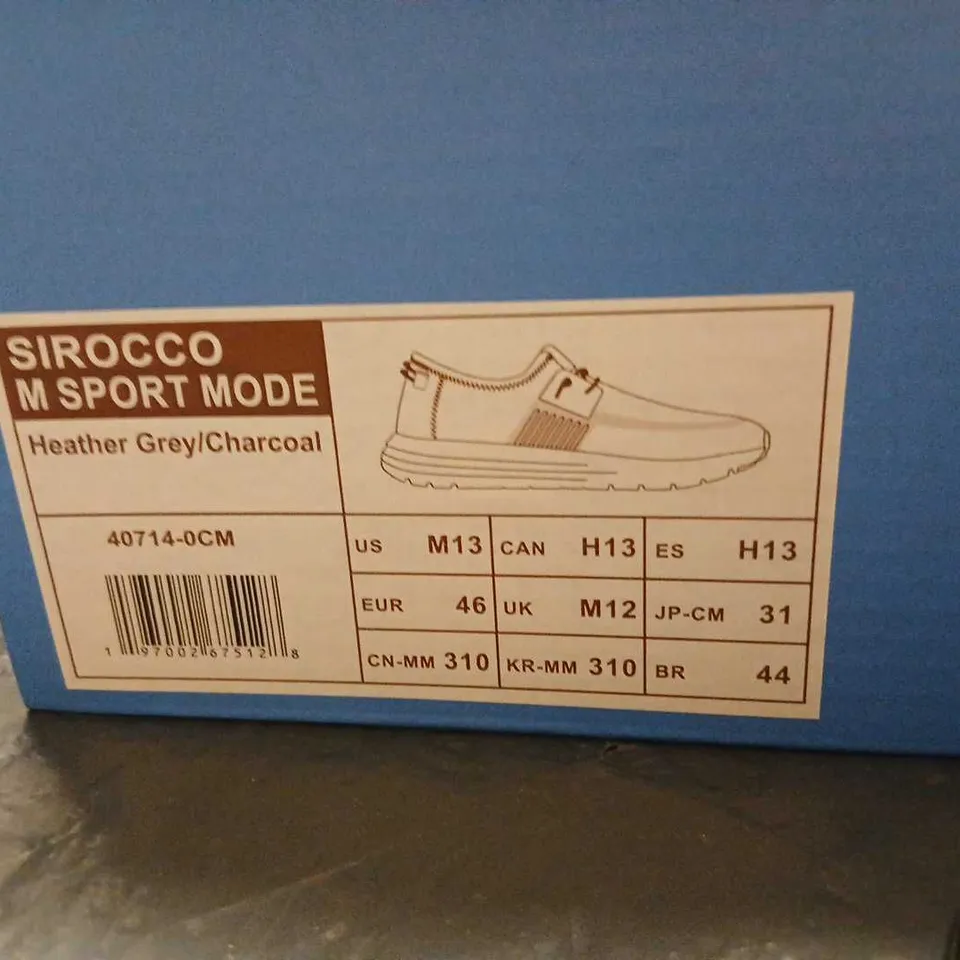 SIROCCO
M SPORT MODE
Heather Grey/Charcoal
40714-0CM
1 97002 67512 8
US M13 CAN H13 ES H13
EUR 46 UK M12 JP-CM 31
CN-MM 310 KR-MM 310 BR 44